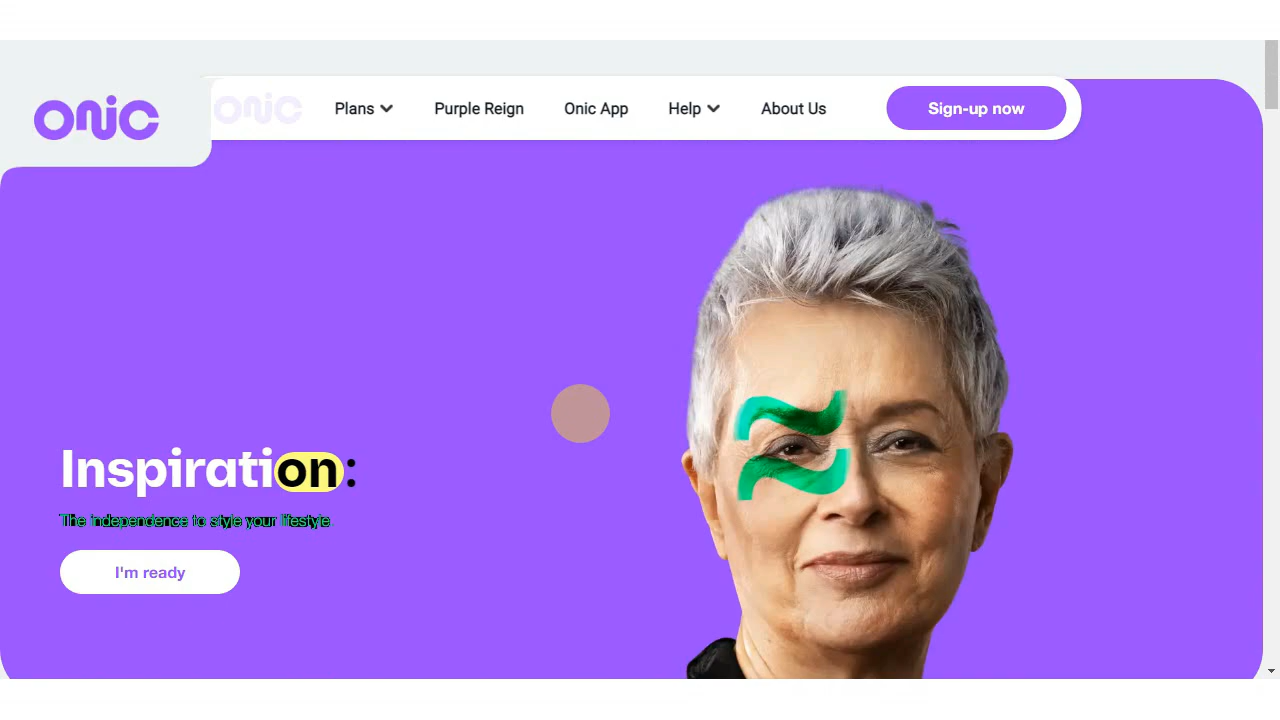 onic
onic Plans Purple Reign Onic App Help About Us Sign-up now
Inspiration:
The independence to style your lifestyle.
I'm ready